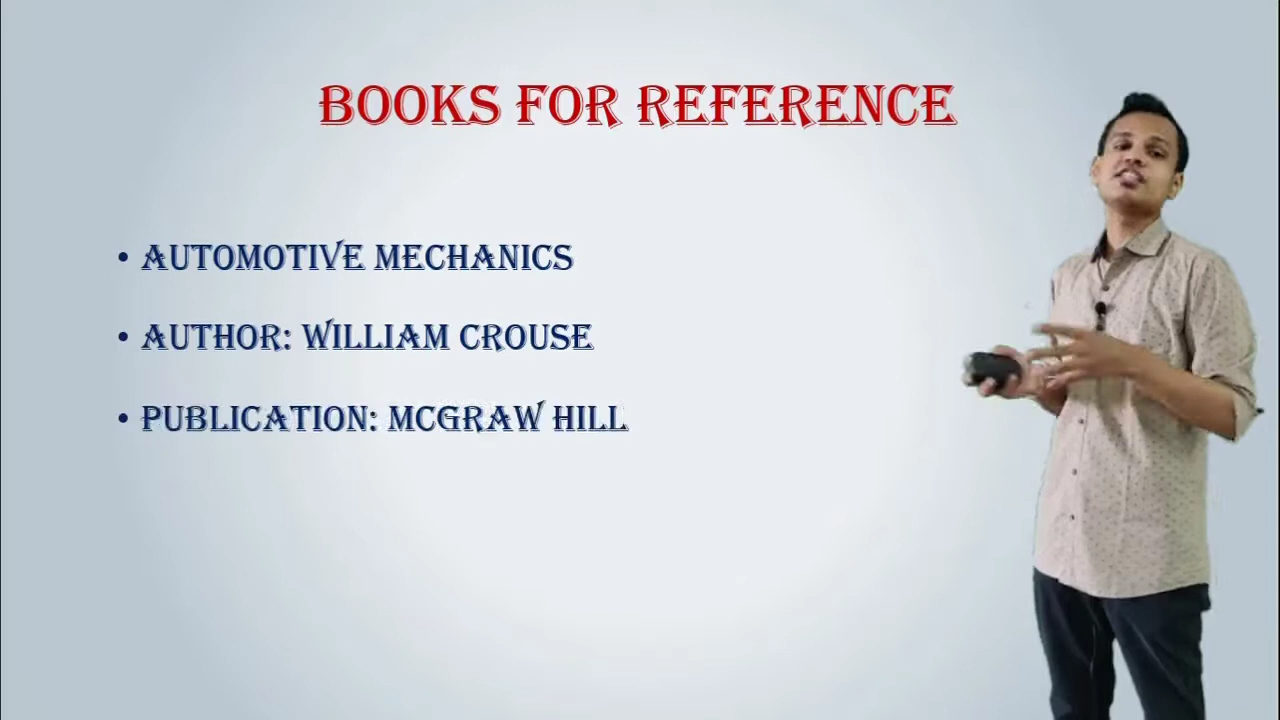 BOOKS FOR REFERENCE
• AUTOMOTIVE MECHANICS
• AUTHOR: WILLIAM CROUSE
• PUBLICATION: MCGRAW HILL